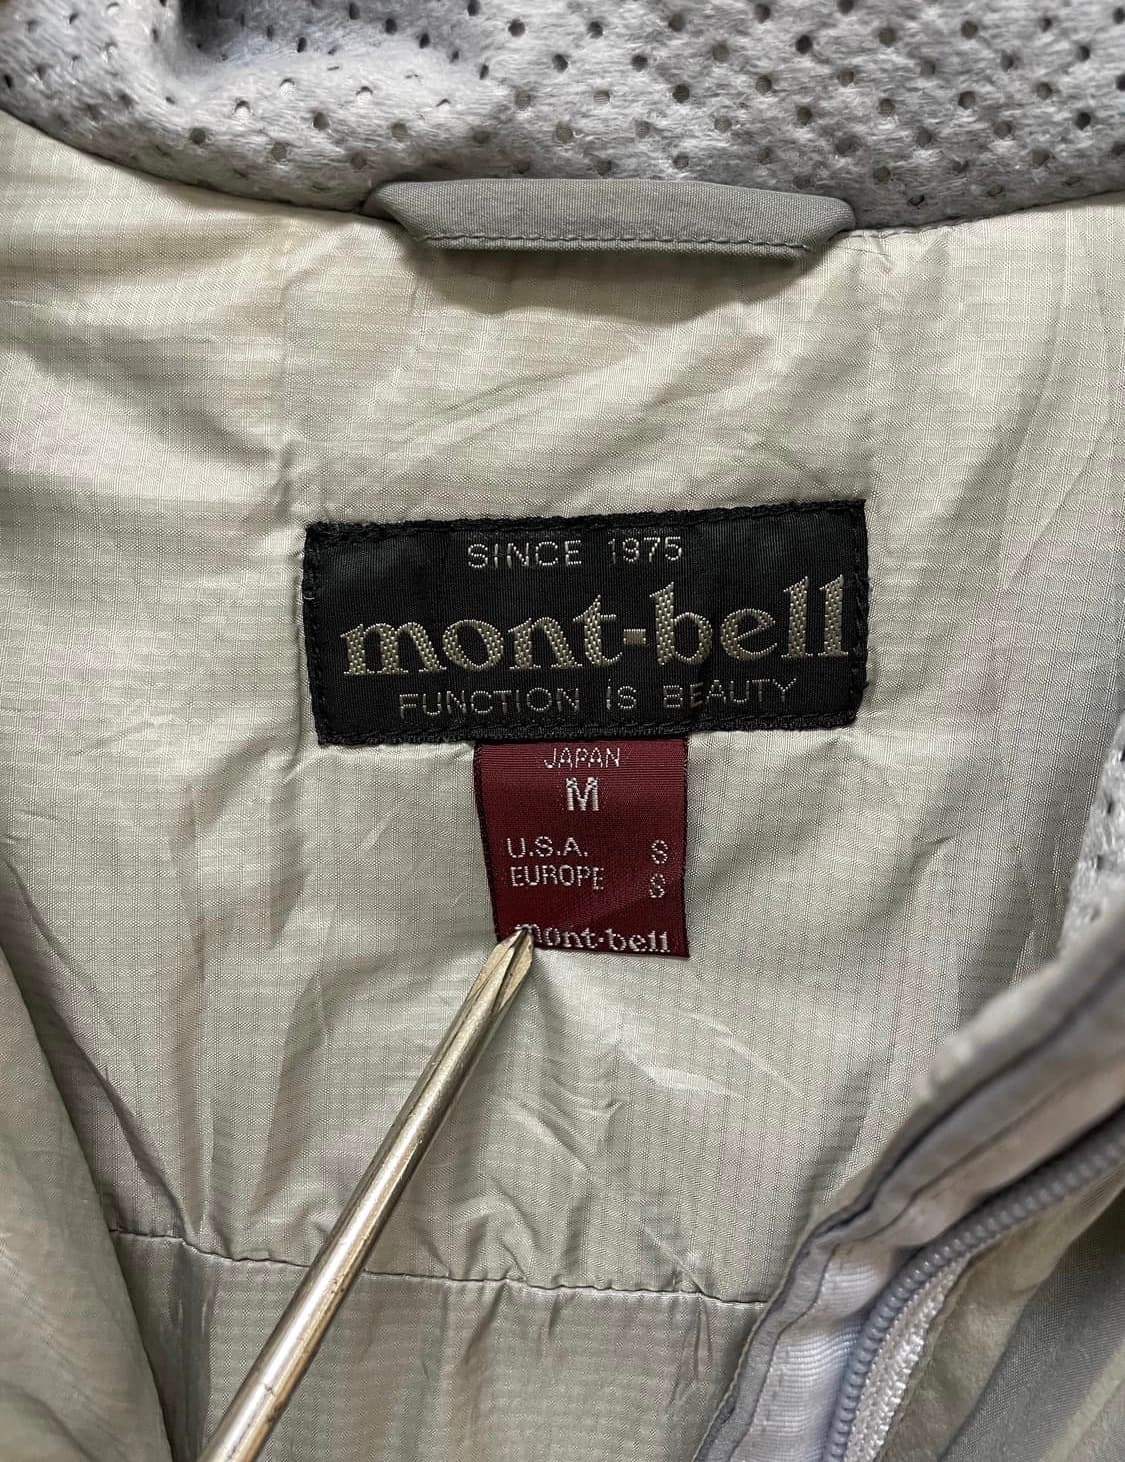 SINCE 1975
mont-bell
FUNCTION IS BEAUTY
JAPAN
M
U.S.A. S
EUROPE S
mont-bell